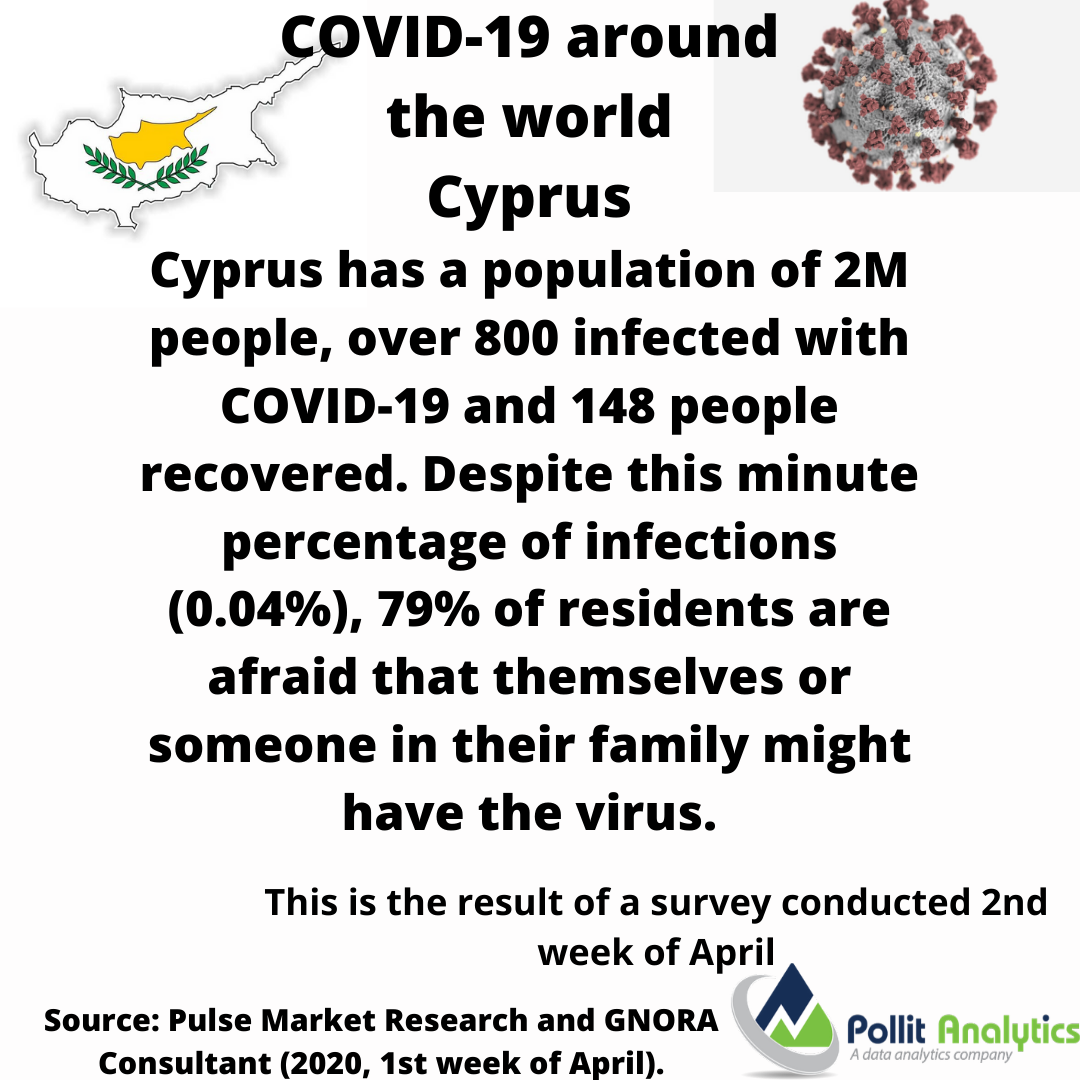 COVID-19 around
the world
Cyprus
Cyprus has a population of 2M
people, over 800 infected with
COVID-19 and 148 people
recovered. Despite this minute
percentage of infections
(0.04%), 79% of residents are
afraid that themselves or
someone in their family might
have the virus.
This is the result of a survey conducted 2nd
week of April
Source: Pulse Market Research and GNORA
Consultant (2020, 1st week of April).
Pollit Analytics
A data analytics company